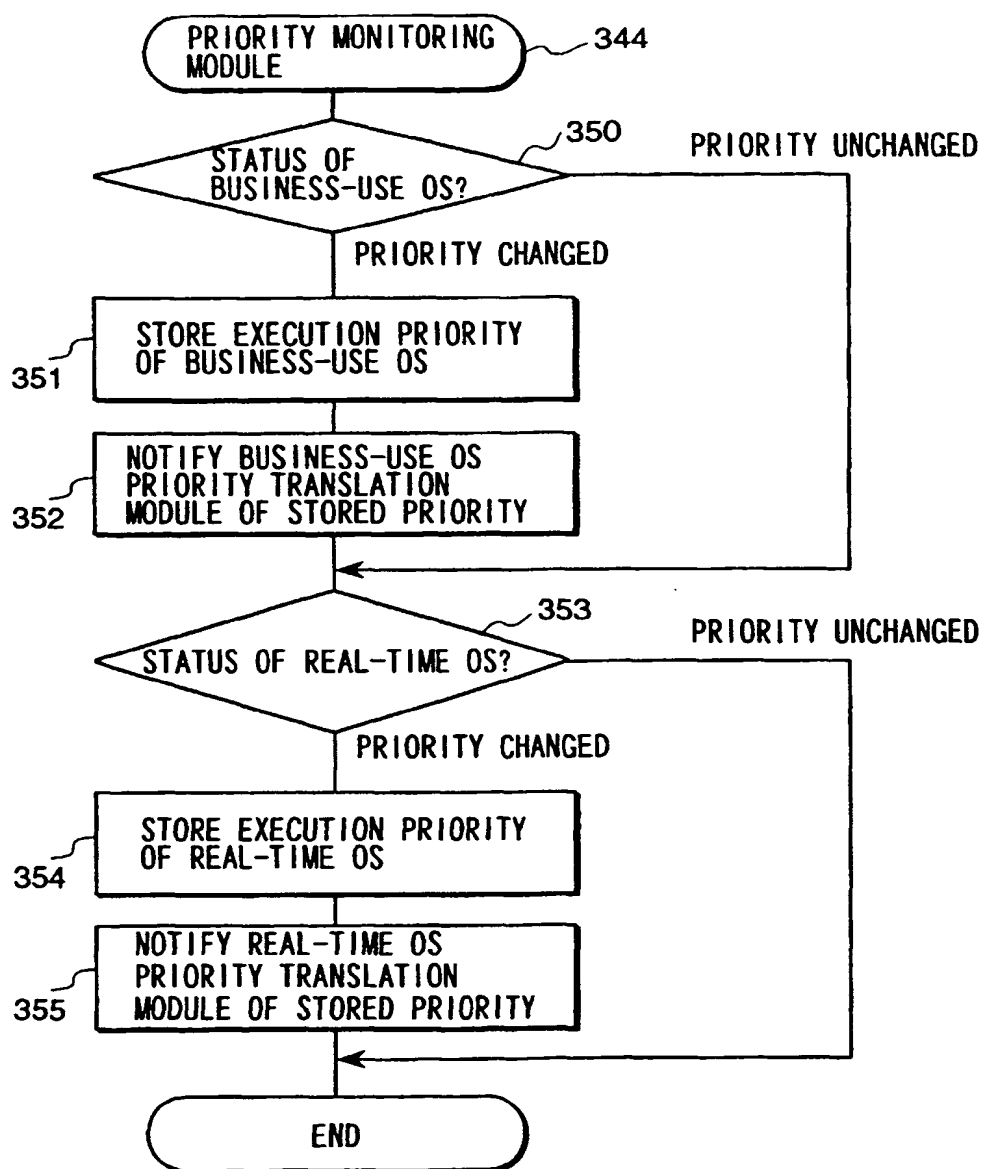 PRIORITY MONITORING
MODULE
344
350
PRIORITY UNCHANGED
STATUS OF
BUSINESS-USE OS?
PRIORITY CHANGED
STORE EXECUTION PRIORITY
OF BUSINESS-USE OS
351
NOTIFY BUSINESS-USE OS
PRIORITY TRANSLATION
MODULE OF STORED PRIORITY
352
353
PRIORITY UNCHANGED
STATUS OF REAL-TIME OS?
PRIORITY CHANGED
STORE EXECUTION PRIORITY
OF REAL-TIME OS
354
NOTIFY REAL-TIME OS
PRIORITY TRANSLATION
MODULE OF STORED PRIORITY
355
END